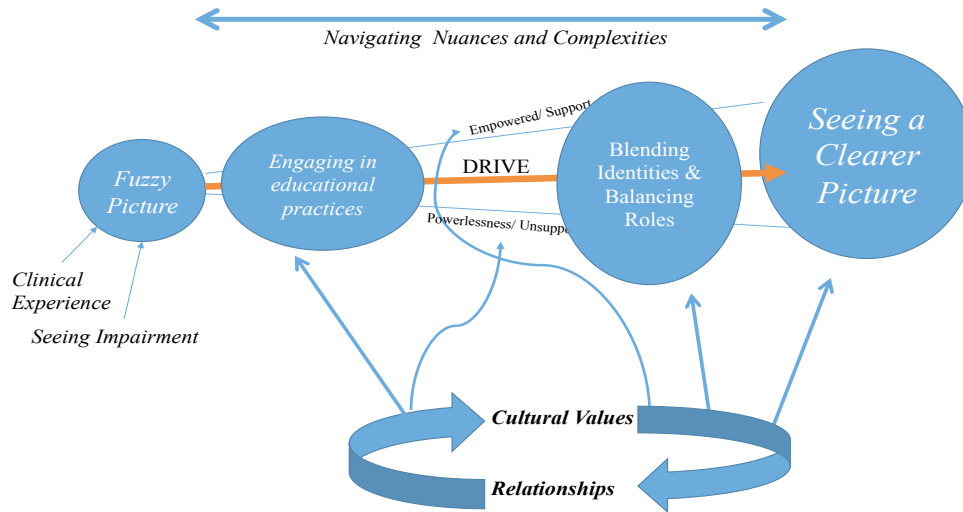 Navigating Nuances and Complexities
Empowered/ Support
Seeing a
Clearer
Picture
Fuzzy
Picture
Engaging in
educational
practices
DRIVE
Blending
Identities &
Balancing
Roles
Powerlessness/
Clinical
Experience
Seeing Impairment
Cultural Values
Relationships